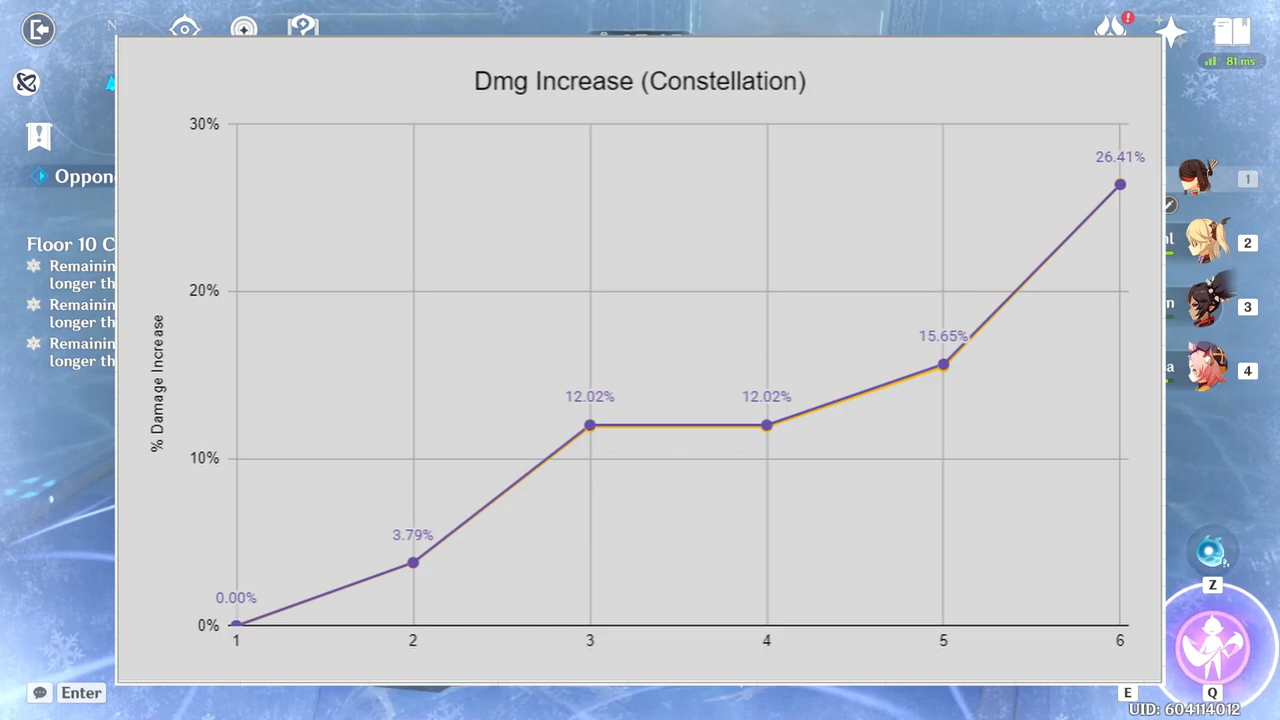 N
81 ms
Dmg Increase (Constellation)
30%
26.41%
Oppon
1
Floor 10 C
nl
2
Remainin
longer th
20%
Remainin
longer th
n
3
15.65%
Remainin
longer th
% Damage Increase
12.02%
12.02%
a
4
10%
3.79%
0.00%
Z
0%
1
2
3
4
5
6
Enter
E
Q
UID: 604114012